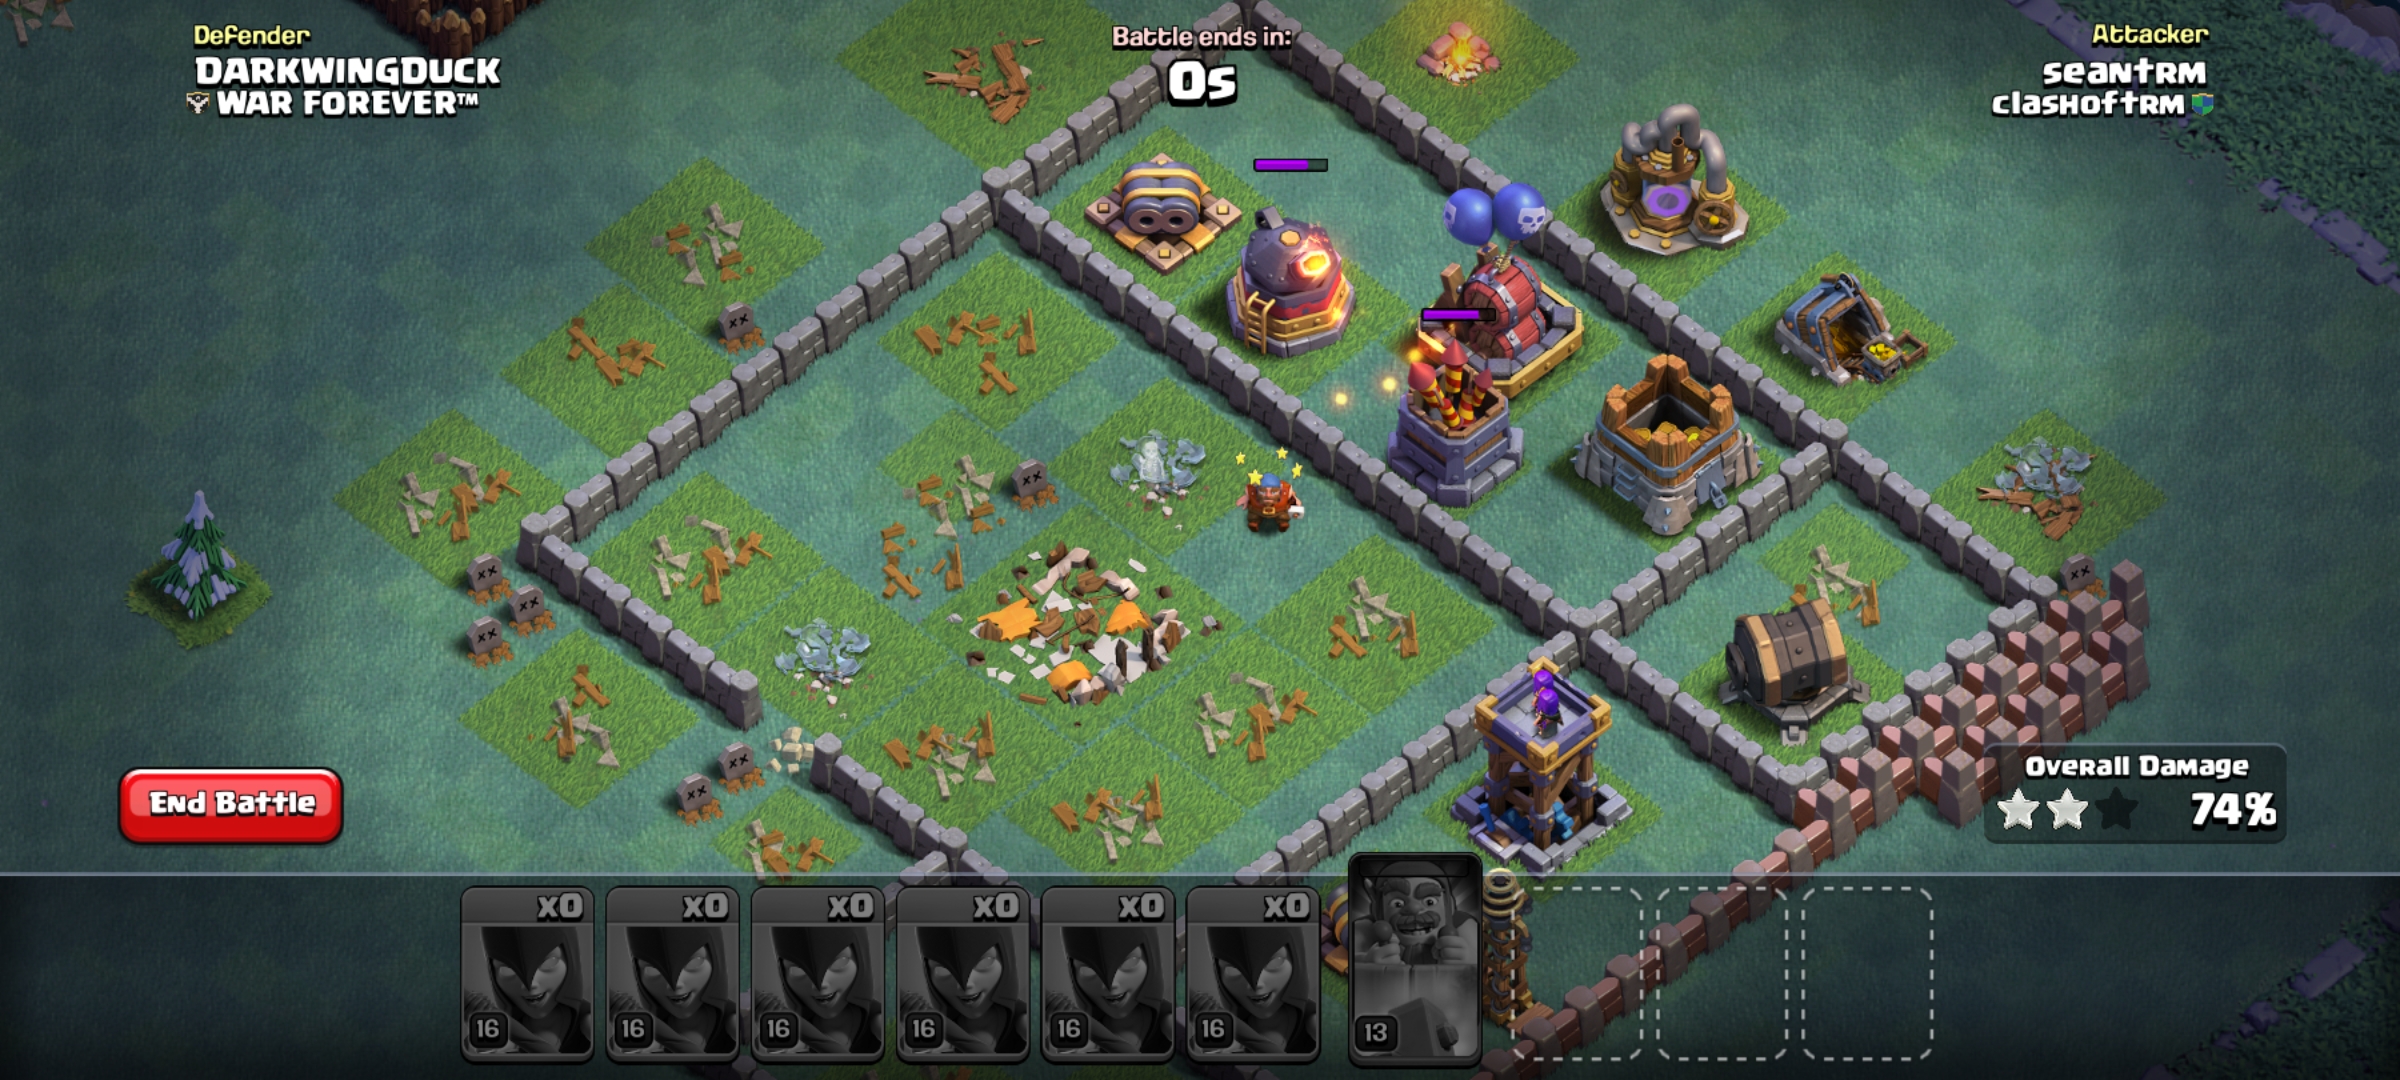 Defender
DARKWINGDUCK
WAR FOREVER™
Battle ends in:
0s
Attacker
seantRM
clashoftRM
End Battle
Overall Damage
74%
x0
x0
x0
x0
x0
x0
16
16
16
16
16
16
13